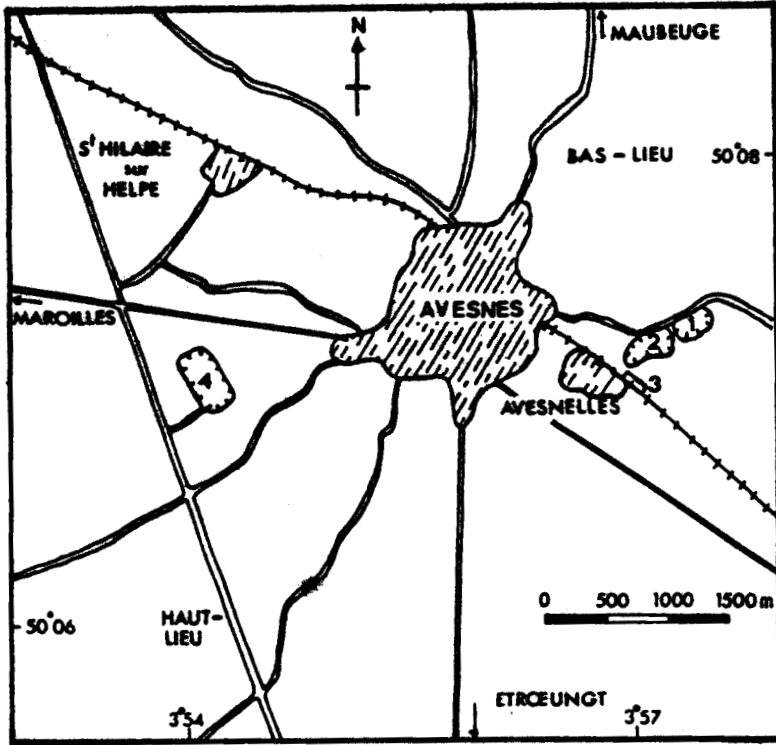 N
MAUBEUGE
Sᵗ HILAIRE
sur
HELPE
BAS - LIEU
50°08
MAROILLES
AVESNES
1
2
3
4
AVESNELLES
0 500 1000 1500 m
50°06
HAUT-
LIEU
ETRŒUNGT
3°54
3°57